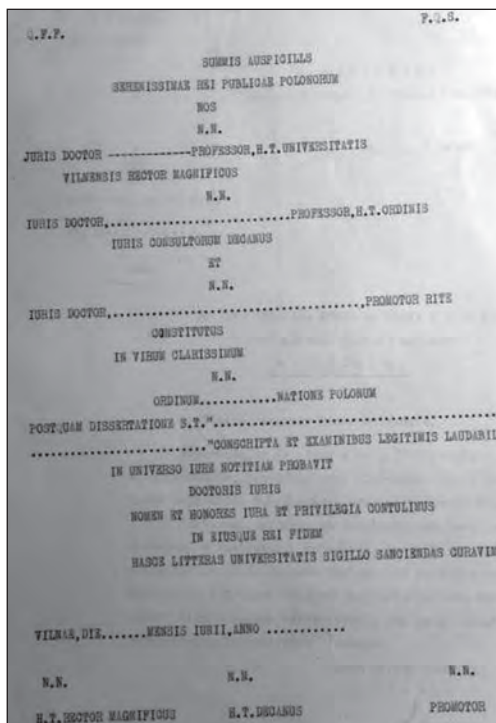 Q.F.F. F.Q.S.
SUMMIS AUSPICILLS
SERENISSIMAE REI PUBLICAE POLONORUM
NOS
N.N.
JURIS DOCTOR ------------PROFESSOR,H.T.UNIVERSITATIS
VILNENSIS RECTOR MAGNIFICUS
N.N.
IURIS DOCTOR,...........................PROFESSOR,H.T.ORDINIS
IURIS CONSULTORUM DECANUS
ET
N.N.
IURIS DOCTOR,.....................................,PROMOTOR RITE
CONSTITUTUS
IN VIRUM CLARISSIMUM
N.N.
ORDINUM...........NATIONE POLONUM
POSTQUAM DISSERTATIONE S.T."........................................
.........................."CONSCRIPTA ET EXAMINIBUS LEGITIMIS LAUDABIL
IN UNIVERSO IURE NOTITIAM PROBAVIT
DOCTORIS IURIS
NOMEN ET HONORES IURA ET PRIVILEGIA CONTULIMUS
IN EIUSQUE REI FIDEM
HASCE LITTERAS UNIVERSITATIS SIGILLO SANCIENDAS CURAVIM
VILNAE,DIE.......MENSIS IUNII,ANNO ............
N.N. N.N. N.N.
H.T.RECTOR MAGNIFICUS H.T.DECANUS PROMOTOR